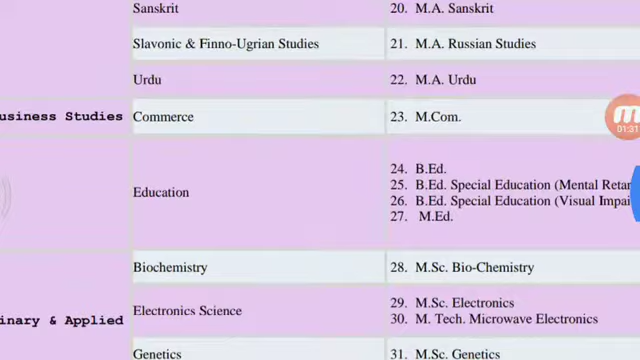 Sanskrit 20. M.A. Sanskrit
Slavonic & Finno-Ugrian Studies 21. M.A. Russian Studies
Urdu 22. M.A. Urdu
usiness Studies Commerce 23. M.Com.
01:31
Education
24. B.Ed.
25. B.Ed. Special Education (Mental Retar
26. B.Ed. Special Education (Visual Impai
27. M.Ed.
Biochemistry 28. M.Sc. Bio-Chemistry
inary & Applied Electronics Science
29. M.Sc. Electronics
30. M. Tech. Microwave Electronics
Genetics 31. M.Sc. Genetics